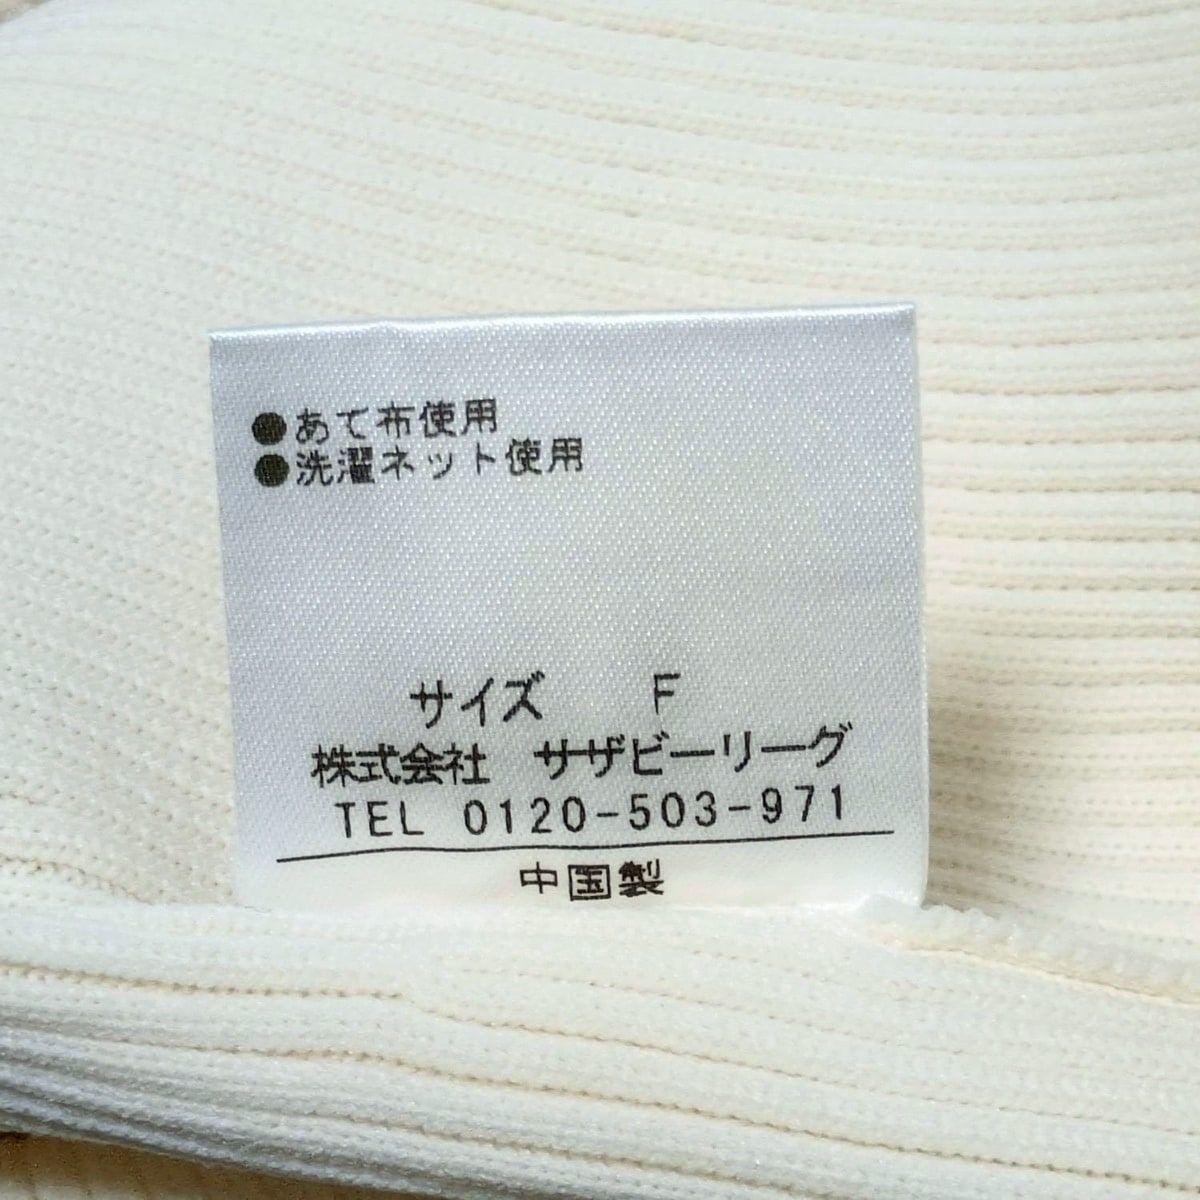 ●あて布使用
●洗濯ネット使用
サイズ F
株式会社 サザビーリーグ
TEL 0120-503-971
中国製